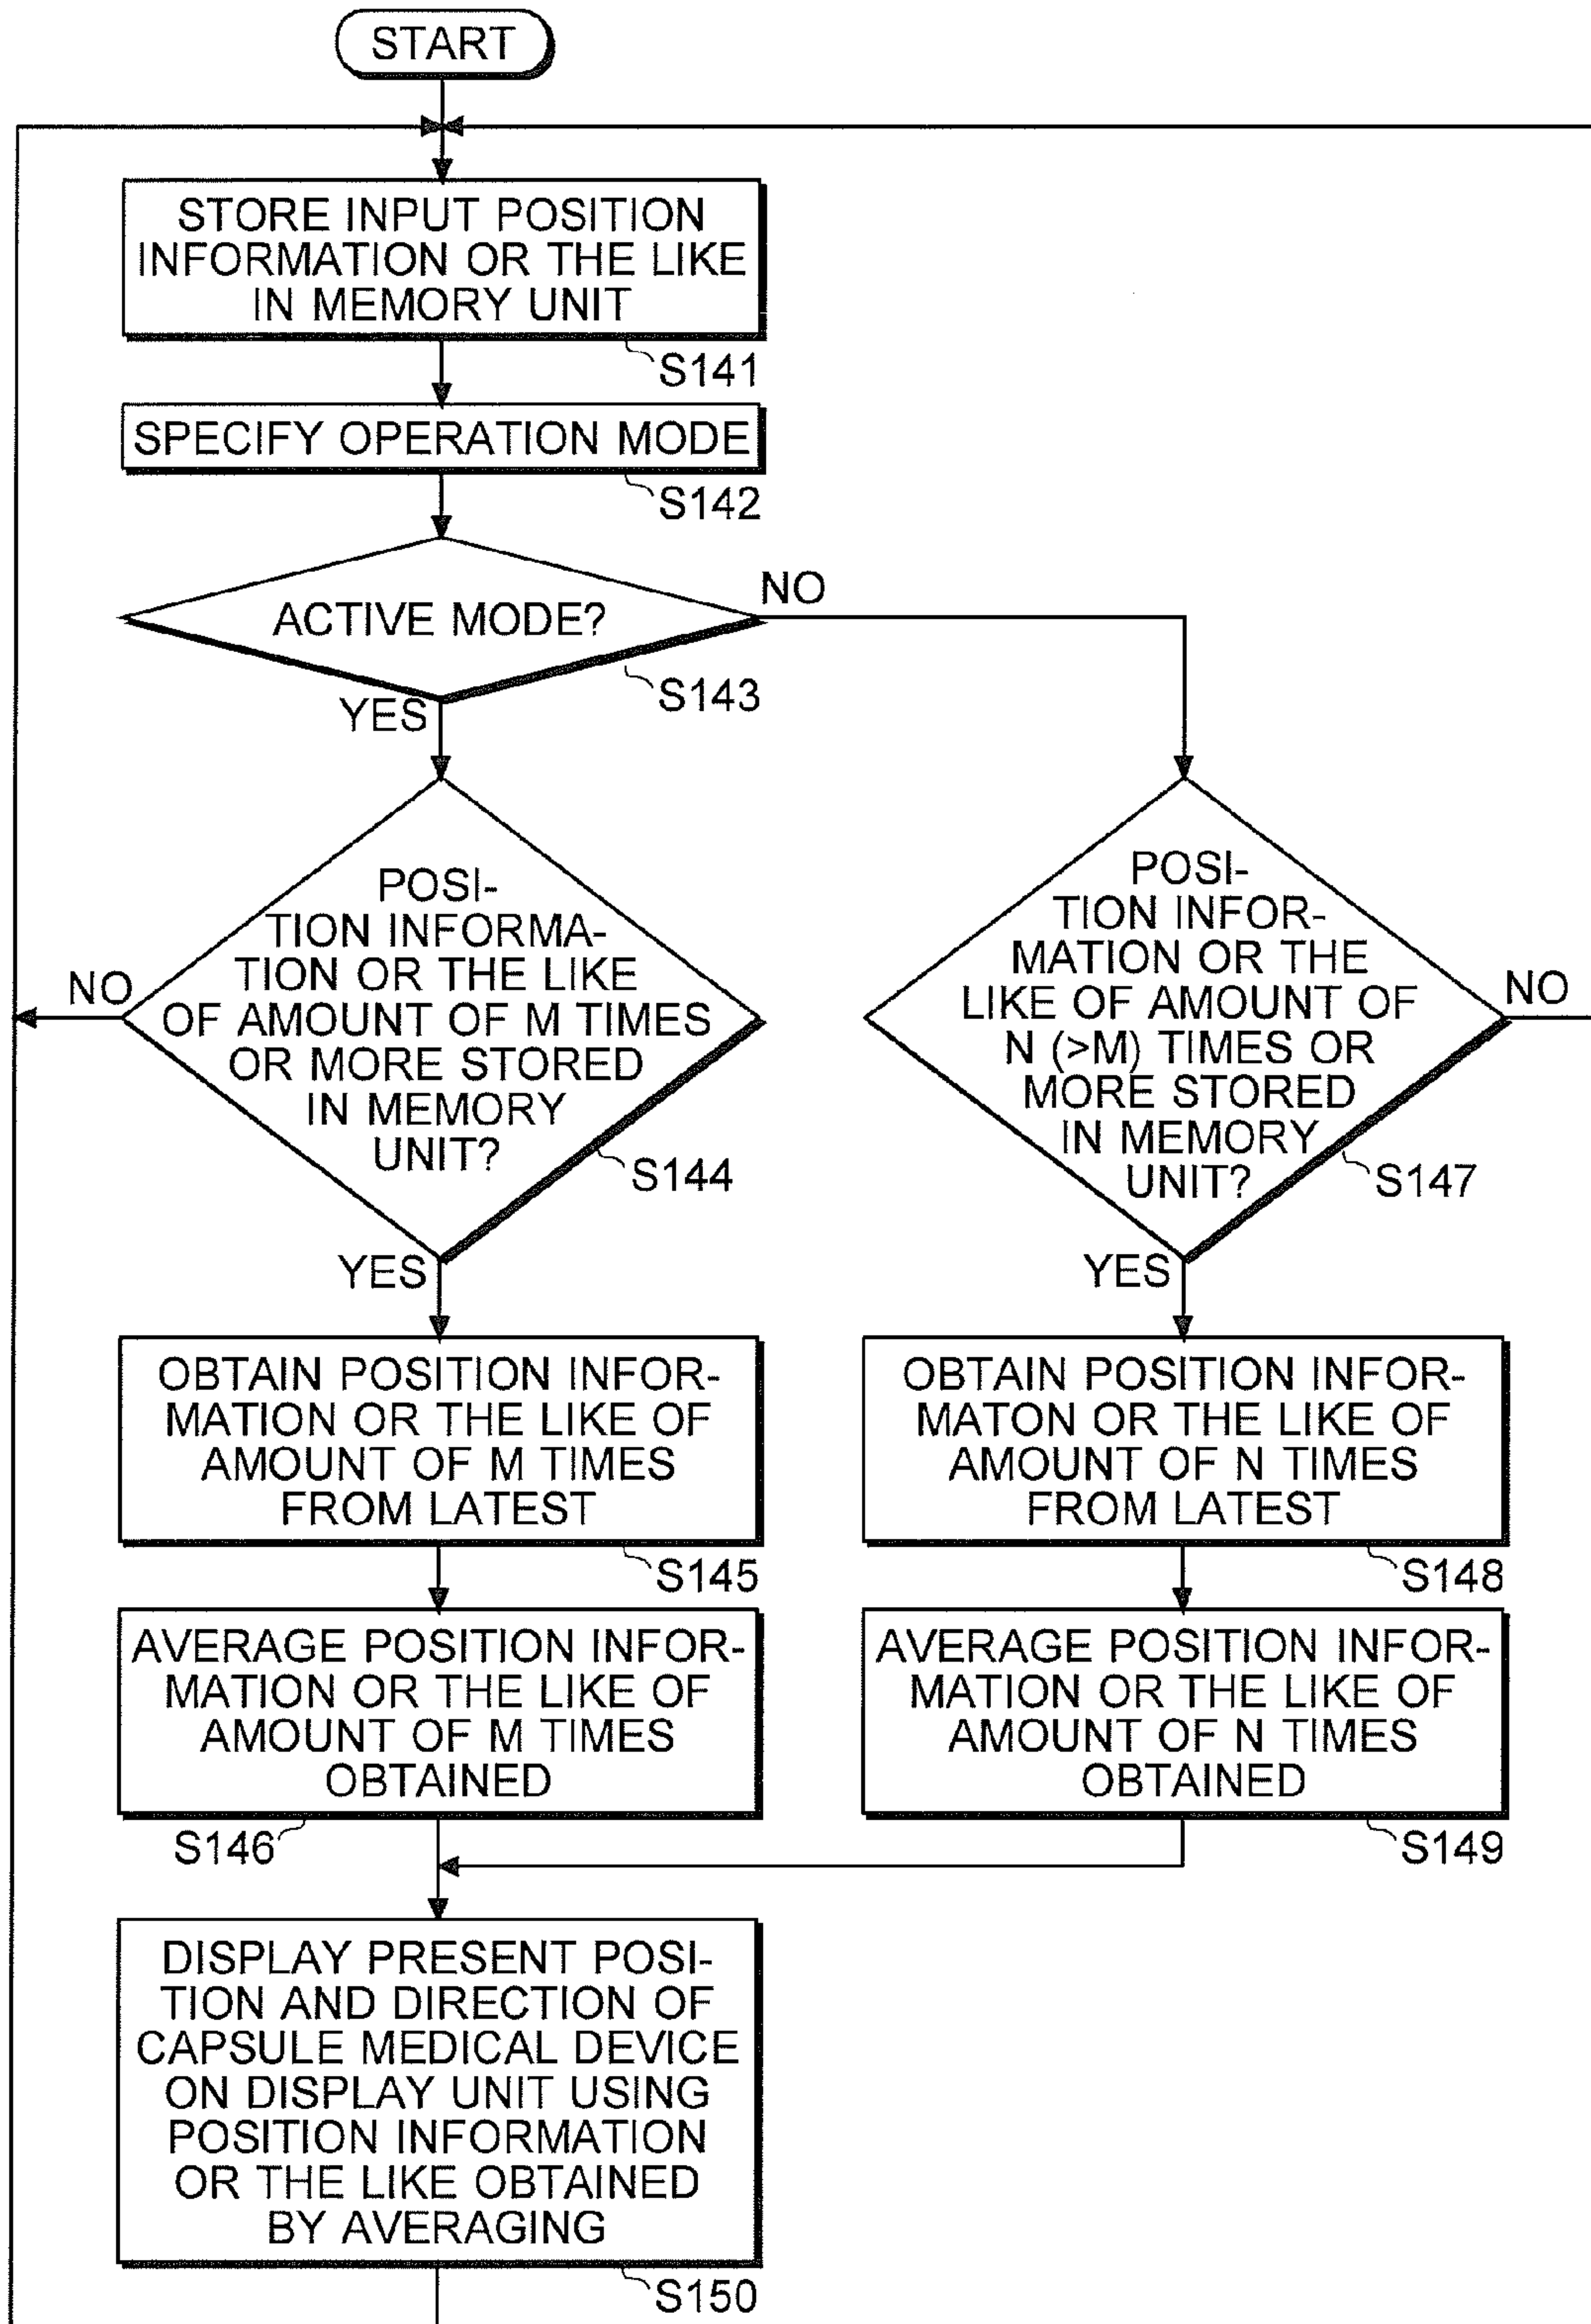 START
STORE INPUT POSITION
INFORMATION OR THE LIKE
IN MEMORY UNIT
S141
SPECIFY OPERATION MODE
S142
ACTIVE MODE?
NO
S143
YES
POSI-
TION INFORMA-
TION OR THE LIKE
OF AMOUNT OF M TIMES
OR MORE STORED
IN MEMORY
UNIT?
NO
S144
YES
POSI-
TION INFOR-
MATION OR THE
LIKE OF AMOUNT OF
N (>M) TIMES OR
MORE STORED
IN MEMORY
UNIT?
NO
S147
YES
OBTAIN POSITION INFOR-
MATION OR THE LIKE OF
AMOUNT OF M TIMES
FROM LATEST
S145
OBTAIN POSITION INFOR-
MATON OR THE LIKE OF
AMOUNT OF N TIMES
FROM LATEST
S148
AVERAGE POSITION INFOR-
MATION OR THE LIKE OF
AMOUNT OF M TIMES
OBTAINED
S146
AVERAGE POSITION INFOR-
MATION OR THE LIKE OF
AMOUNT OF N TIMES
OBTAINED
S149
DISPLAY PRESENT POSI-
TION AND DIRECTION OF
CAPSULE MEDICAL DEVICE
ON DISPLAY UNIT USING
POSITION INFORMATION
OR THE LIKE OBTAINED
BY AVERAGING
S150